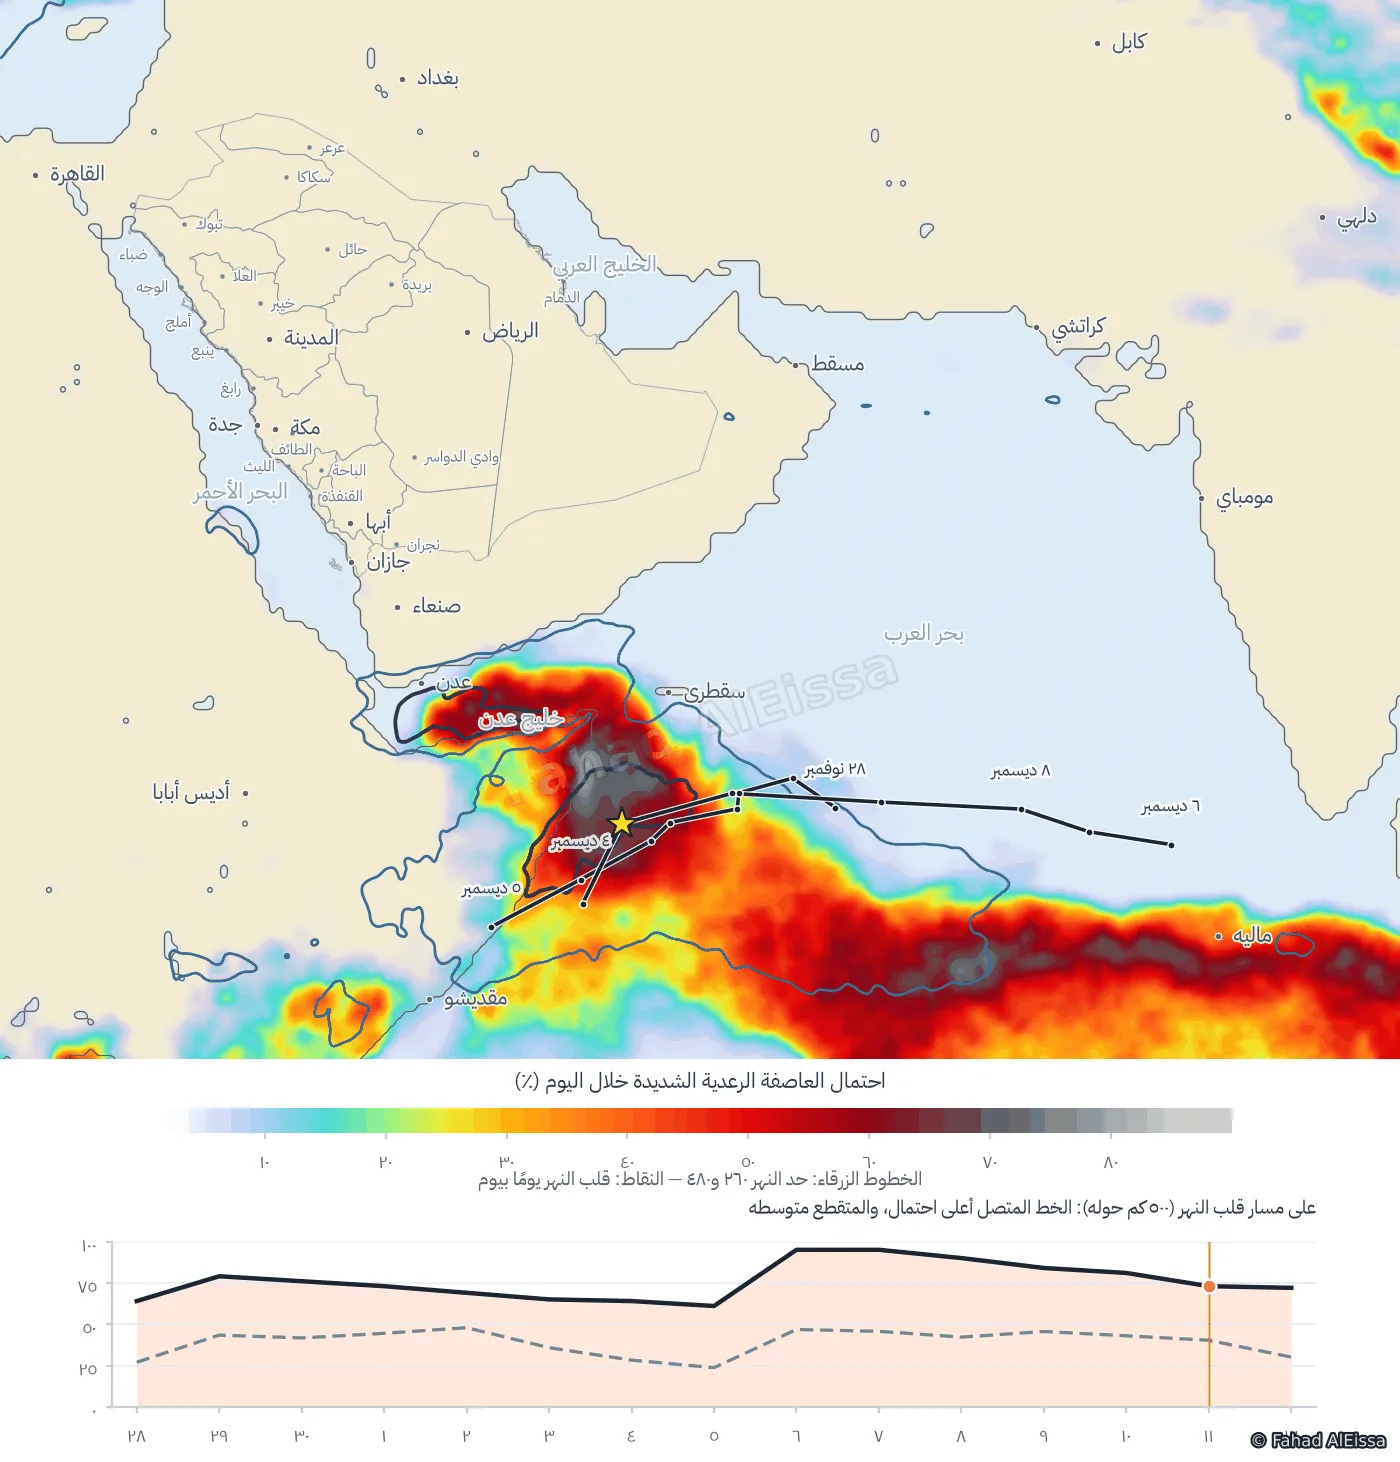 كابل
بغداد
عرعر
القاهرة
سكاكا
دلهي
تبوك
حائل
ضباء
الخليج العربي
العلا
الوجه
بريدة
الدمام
خيبر
أملج
كراتشي
الرياض
المدينة
ينبع
مسقط
رابغ
جدة
مكة
الطائف
وادي الدواسر
الليث
الباحة
البحر الأحمر
القنفذة
مومباي
أبها
نجران
جازان
صنعاء
بحر العرب
عدن
سقطرى
خليج عدن
Fahad AlEissa
٢٨ نوفمبر
٨ ديسمبر
أديس أبابا
٦ ديسمبر
٤ ديسمبر
٥ ديسمبر
ماليه
مقديشو
احتمال العاصفة الرعدية الشديدة خلال اليوم (٪)
١٠ ٢٠ ٣٠ ٤٠ ٥٠ ٦٠ ٧٠ ٨٠
الخطوط الزرقاء: حد النهر ٢٦٠ و٤٨٠ – النقاط: قلب النهر يومًا بيوم
على مسار قلب النهر (٥٠٠ كم حوله): الخط المتصل أعلى احتمال، والمتقطع متوسطه
١٠٠
٧٥
٥٠
٢٥
٠
٢٨ ٢٩ ٣٠ ١ ٢ ٣ ٤ ٥ ٦ ٧ ٨ ٩ ١٠ ١١
© Fahad AlEissa